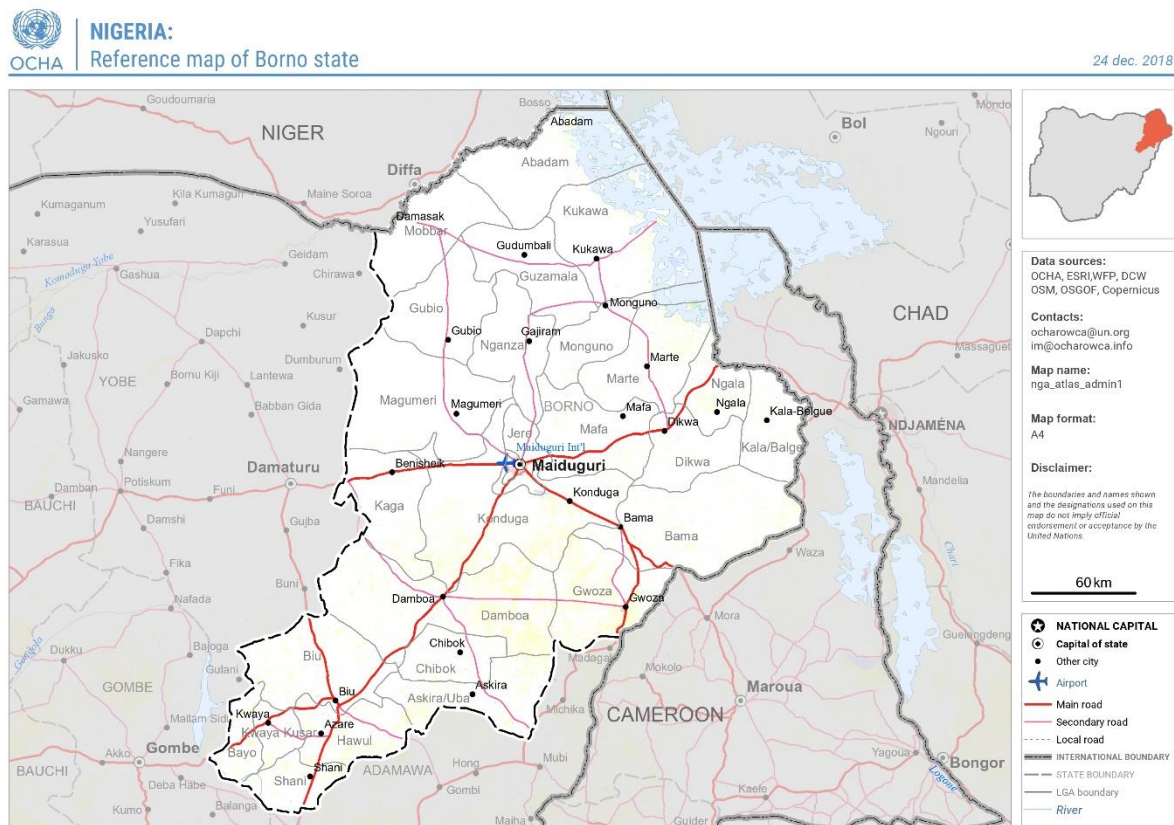 OCHA
NIGERIA:
Reference map of Borno state
24 dec. 2018
Goudoumaria
NIGER
Bosso
Abadam
Bol
Mondo
Ngouri
Abadam
Diffa
Kila Kumagun
Maine Soroa
Kumaganum
Yusufari
Kukawa
Damasak
Mobbar
Karasua
Komaduga Yobe
Geidam
Gudumbali
Kukawa
Gashua
Chirawa
Guzamala
Bunga
Kusur
Gubio
Monguno
CHAD
Dapchi
Gubio
Gajiram
Nganza
Monguno
Jakusko
Dumburum
Marte
Massaguet
YOBE
Bornu Kiji
Lantewa
Marte
Ngala
Gamawa
Babban Gida
Magumeri
Magumeri
BORNO
Mafa
Mafa
Ngala
Kala-Belgue
Dikwa
NDJAMÉNA
Jere
Maiduguri Int'l
Kala/Balge
Nangere
Damaturu
Benisheik
Maiduguri
Dikwa
Damban
Potiskum
Funi
Mandelia
BAUCHI
Kaga
Konduga
Damshi
Gujba
Konduga
Bama
Bama
Waza
Chari
Fika
Buni
Gwoza
Nafada
Damboa
Gwoza
Damboa
Mora
Gongola
Dukku
Bajoga
Biu
Chibok
Madagali
Guelengdeng
Gulani
Chibok
Mokolo
GOMBE
Biu
Askira/Uba
Askira
Maroua
Mallam Sidi
Kwaya
Kwaya Kusar
Azare
Michika
CAMEROON
Akko
Gombe
Bayo
Hawul
Yagoua
BAUCHI
Shani
Shani
ADAMAWA
Hong
Mubi
Bongor
Deba Habe
Gombi
Logone
Kumo
Balanga
Maiha
Guider
Kaele
Data sources:
OCHA, ESRI,WFP, DCW
OSM, OSGOF, Copernicus
Contacts:
ocharowca@un.org
im@ocharowca.info
Map name:
nga_atlas_admin1
Map format:
A4
Disclaimer:
The boundaries and names shown
and the designations used on this
map do not imply official
endorsement or acceptance by the
United Nations.
60 km
NATIONAL CAPITAL
Capital of state
Other city
Airport
Main road
Secondary road
Local road
INTERNATIONAL BOUNDARY
STATE BOUNDARY
LGA boundary
River